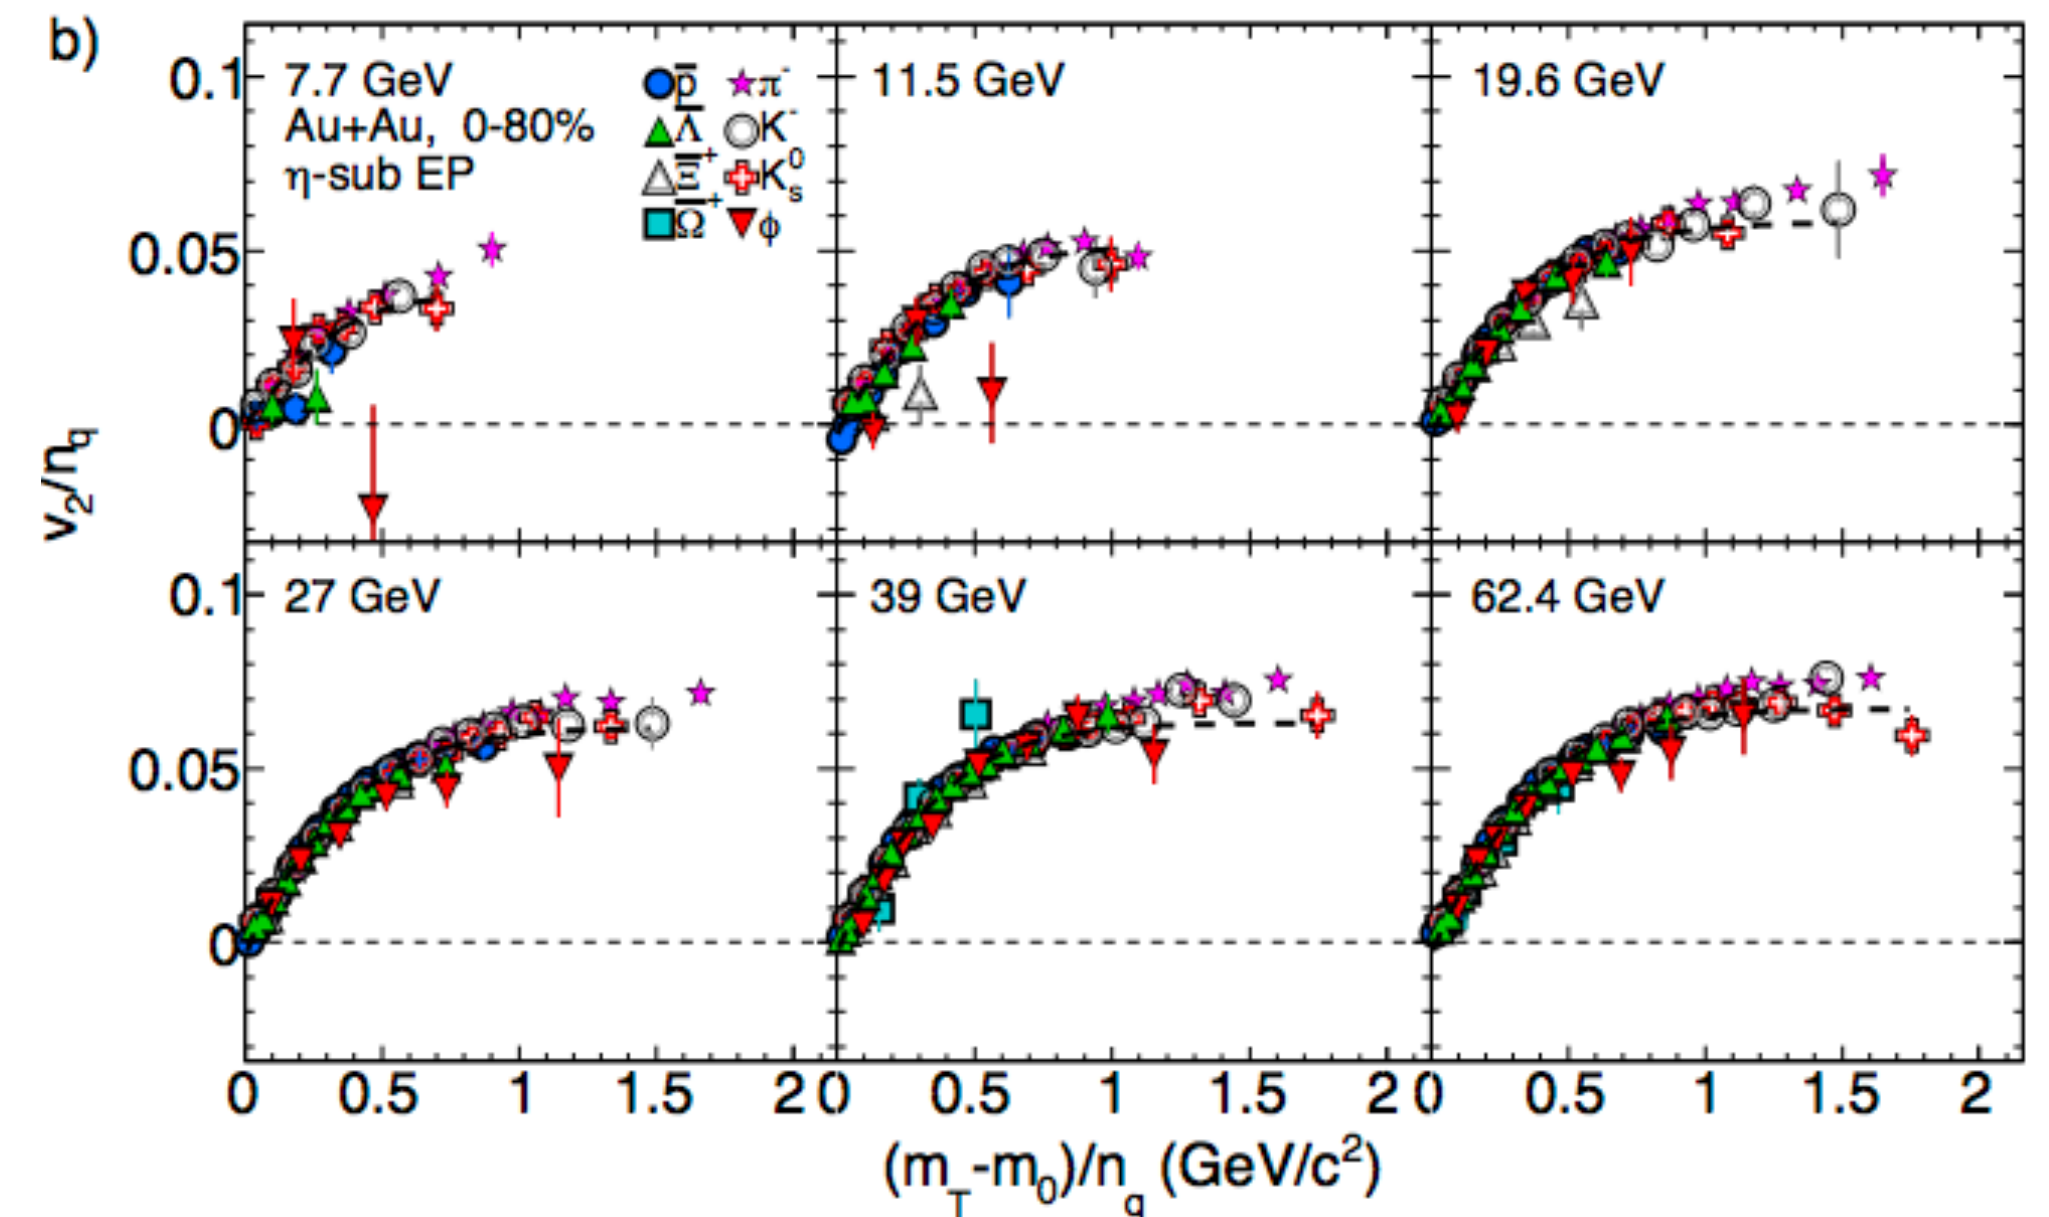 b)
0.1
7.7 GeV
Au+Au, 0-80%
η-sub EP
p̅ π⁻
Λ̅ K⁻
Ξ̅⁺ K⁰ₛ
Ω̅⁺ ϕ
11.5 GeV
19.6 GeV
0.05
0
v₂/n_q
0.1
27 GeV
39 GeV
62.4 GeV
0.05
0
0 0.5 1 1.5 2 0 0.5 1 1.5 2 0 0.5 1 1.5 2
(m_T-m₀)/n_q (GeV/c²)